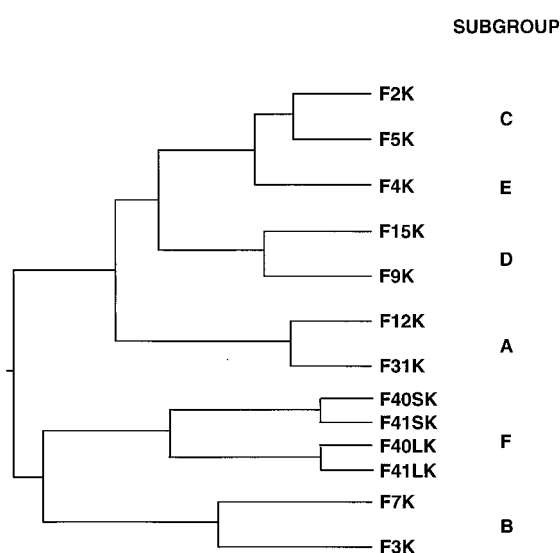 SUBGROUP
F2K
C
F5K
F4K E
F15K
D
F9K
F12K
A
F31K
F40SK
F41SK
F
F40LK
F41LK
F7K
B
F3K